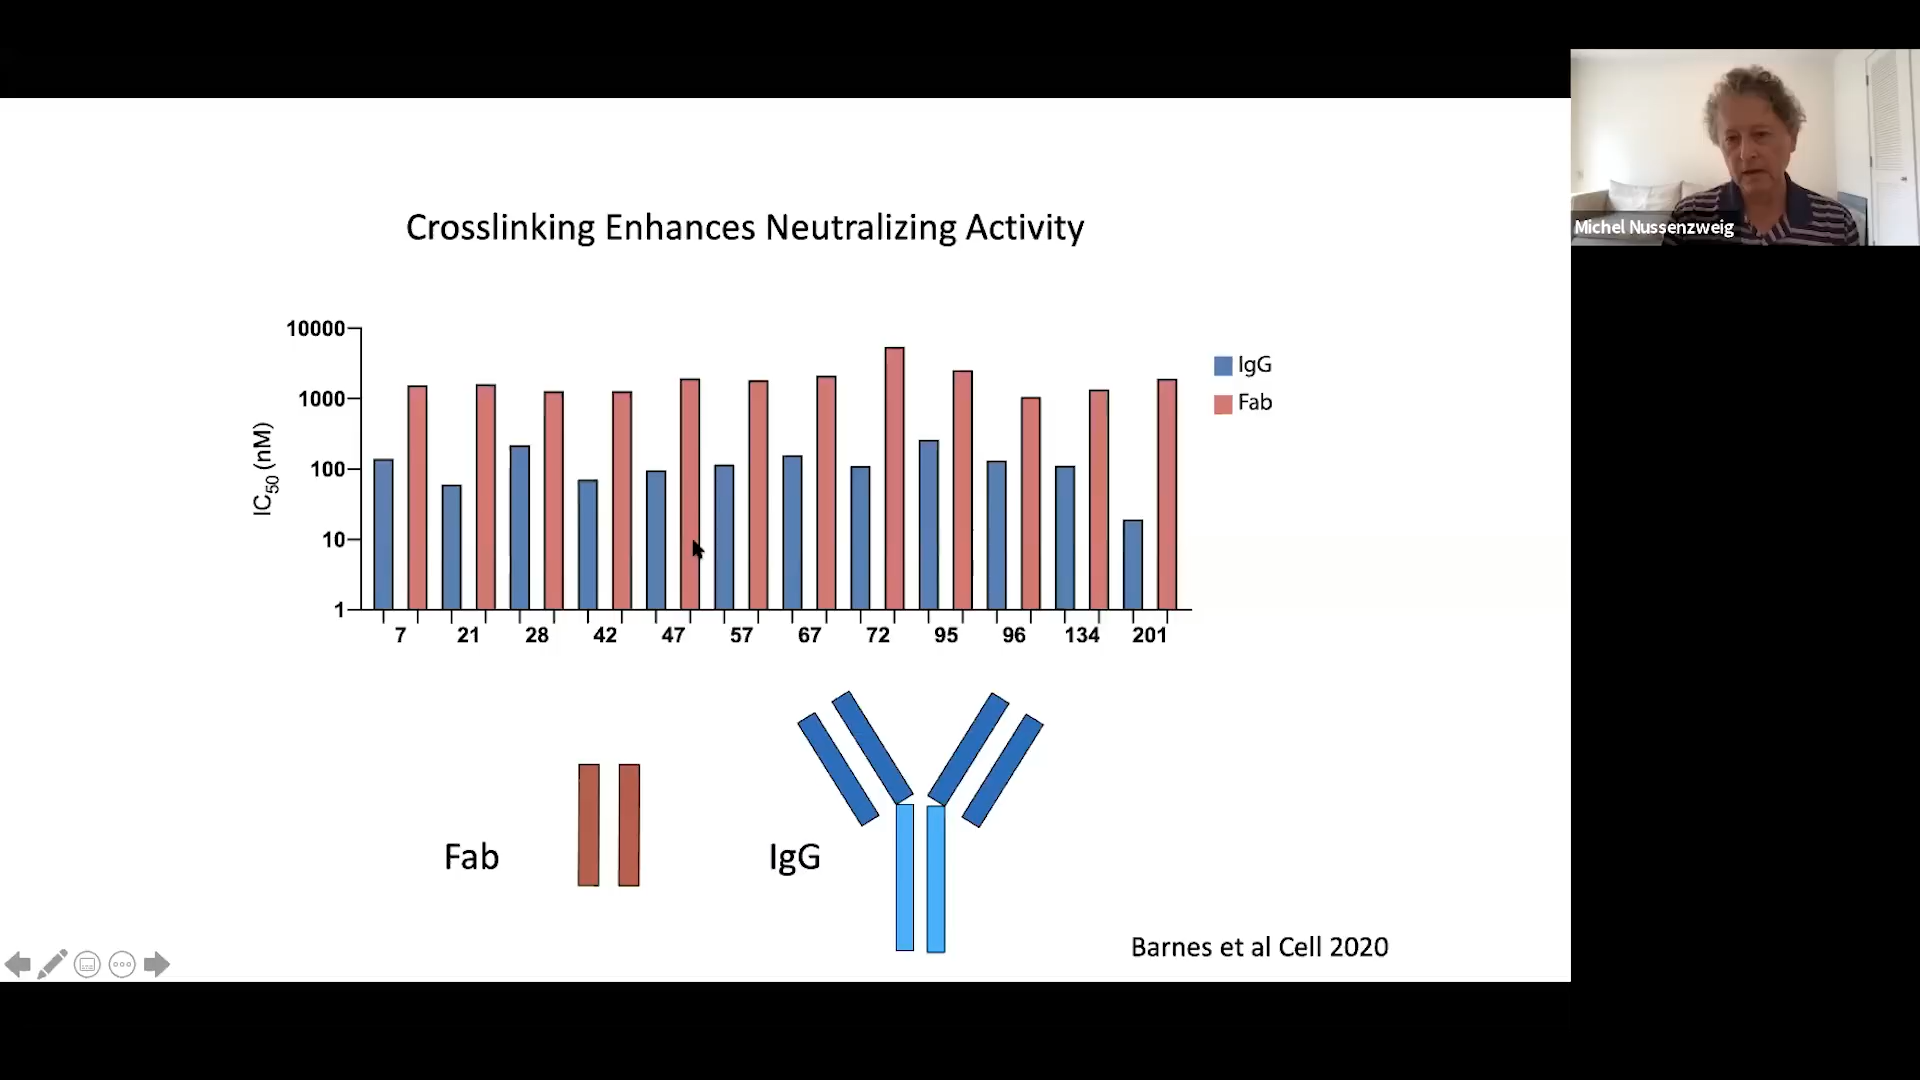 Michel Nussenzweig
Crosslinking Enhances Neutralizing Activity
10000
1000
100
10
1
IC50 (nM)
IgG
Fab
7 21 28 42 47 57 67 72 95 96 134 201
Fab
IgG
Barnes et al Cell 2020